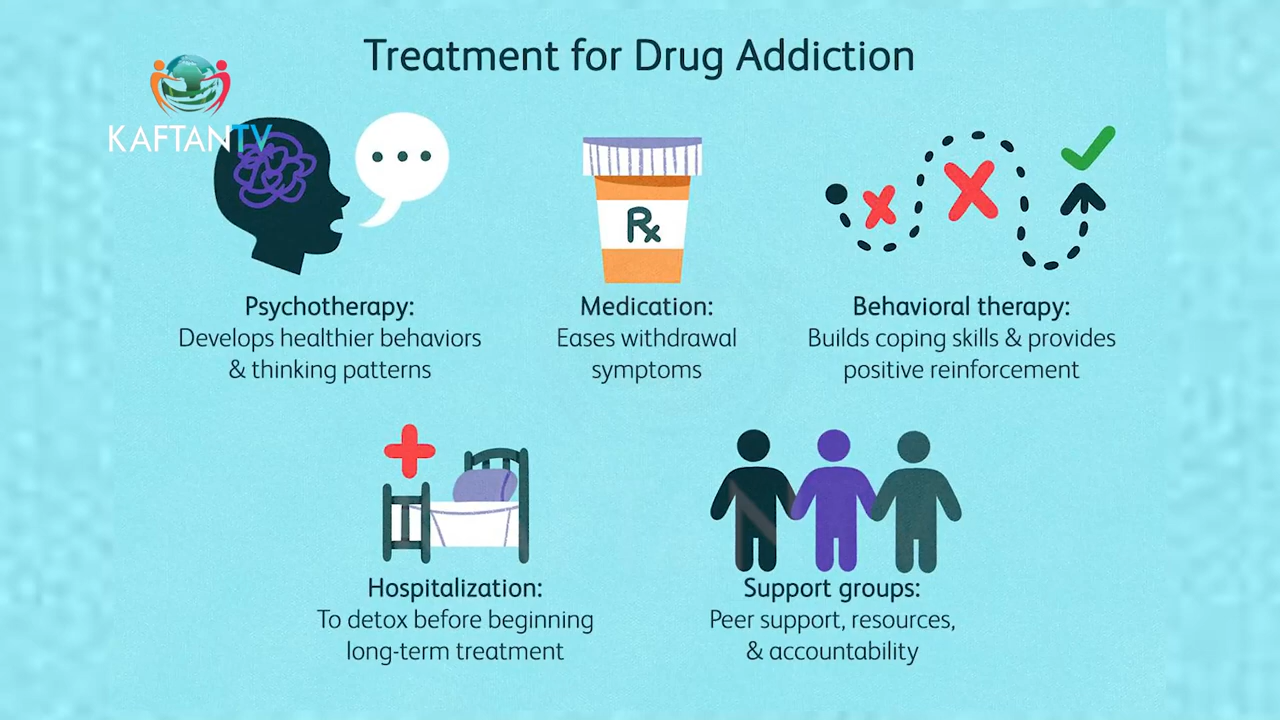 Treatment for Drug Addiction
KAFTANTV
Rx
Psychotherapy:
Develops healthier behaviors
& thinking patterns
Medication:
Eases withdrawal
symptoms
Behavioral therapy:
Builds coping skills & provides
positive reinforcement
Hospitalization:
To detox before beginning
long-term treatment
Support groups:
Peer support, resources,
& accountability